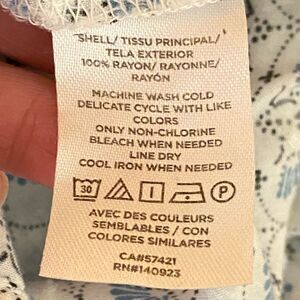 SHELL/ TISSU PRINCIPAL/
TELA EXTERIOR
100% RAYON/ RAYONNE/
RAYÓN
MACHINE WASH COLD
DELICATE CYCLE WITH LIKE
COLORS
ONLY NON-CHLORINE
BLEACH WHEN NEEDED
LINE DRY
COOL IRON WHEN NEEDED
30 P
AVEC DES COULEURS
SEMBLABLES / CON
COLORES SIMILARES
CA#57421
RN#140923